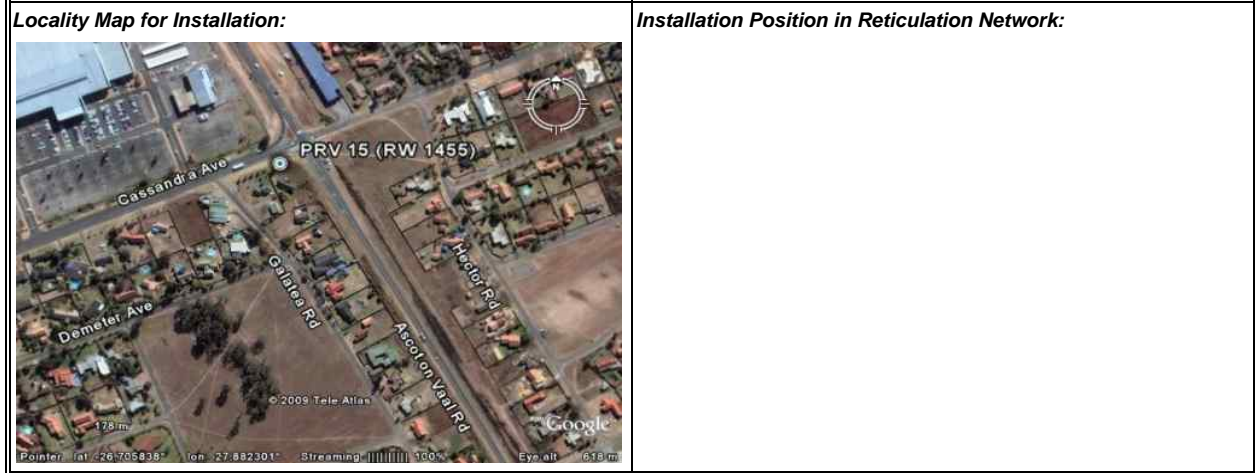 Locality Map for Installation:
Installation Position in Reticulation Network:
N
PRV 15 (RW 1455)
Cassandra Ave
Galatea Rd
Hector Rd
Demeter Ave
Ascot on Vaal Rd
© 2009 Tele Atlas
Google
178 m
Pointer lat -26.705838° lon 27.882301° Streaming |||||||||| 100% Eye alt 618 m